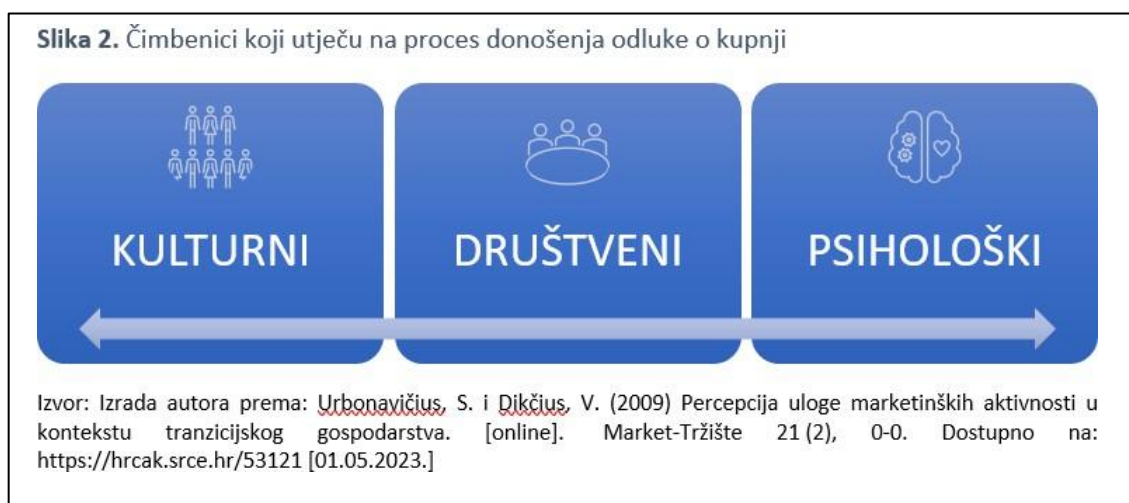 Slika 2. Čimbenici koji utječu na proces donošenja odluke o kupnji
KULTURNI
DRUŠTVENI
PSIHOLOŠKI
Izvor: Izrada autora prema: Urbonavičius, S. i Dikčius, V. (2009) Percepcija uloge marketinških aktivnosti u
kontekstu tranzicijskog gospodarstva. [online]. Market-Tržište 21 (2), 0-0. Dostupno na:
https://hrcak.srce.hr/53121 [01.05.2023.]